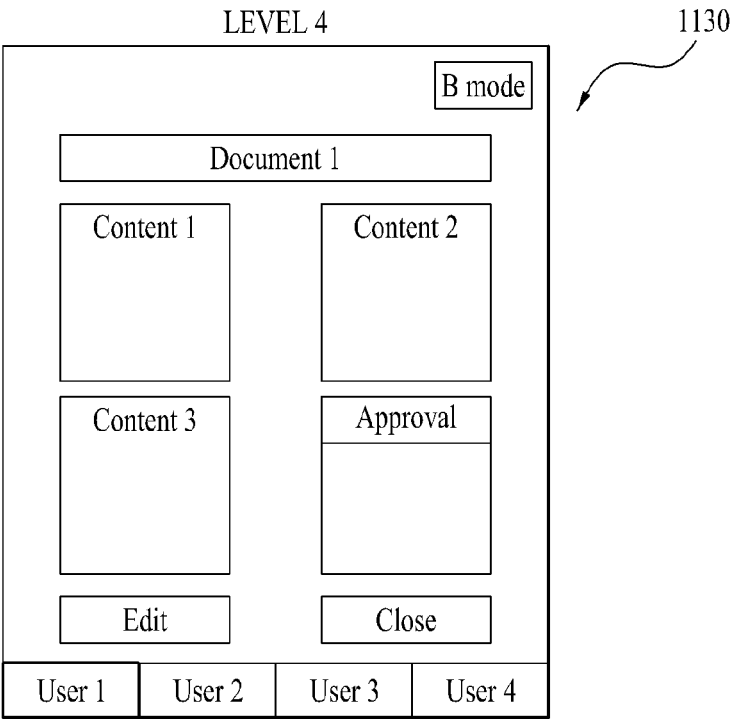 LEVEL 4
1130
B mode
Document 1
Content 1
Content 2
Content 3
Approval
Edit
Close
User 1
User 2
User 3
User 4